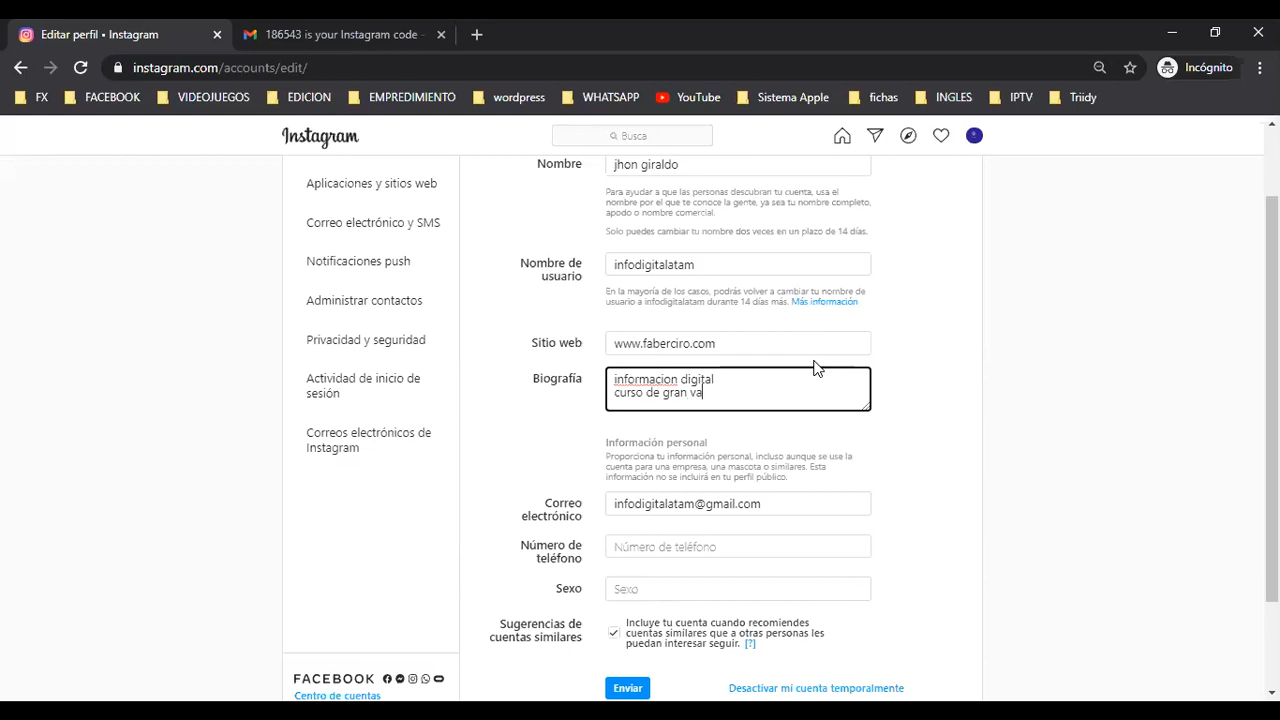 Editar perfil • Instagram
186543 is your Instagram code -
instagram.com/accounts/edit/
Incógnito
FX
FACEBOOK
VIDEOJUEGOS
EDICION
EMPREDIMIENTO
wordpress
WHATSAPP
YouTube
Sistema Apple
fichas
INGLES
IPTV
Triidy
Instagram
Busca
Aplicaciones y sitios web
Correo electrónico y SMS
Notificaciones push
Administrar contactos
Privacidad y seguridad
Actividad de inicio de
sesión
Correos electrónicos de
Instagram
FACEBOOK
Centro de cuentas
Nombre
jhon giraldo
Para ayudar a que las personas descubran tu cuenta, usa el
nombre por el que te conoce la gente, ya sea tu nombre completo,
apodo o nombre comercial.
Solo puedes cambiar tu nombre dos veces en un plazo de 14 días.
Nombre de
usuario
infodigitalatam
En la mayoría de los casos, podrás volver a cambiar tu nombre de
usuario a infodigitalatam durante 14 días más. Más información
Sitio web
www.faberciro.com
Biografía
informacion digital
curso de gran va
Información personal
Proporciona tu información personal, incluso aunque se use la
cuenta para una empresa, una mascota o similares. Esta
información no se incluirá en tu perfil público.
Correo
electrónico
infodigitalatam@gmail.com
Número de
teléfono
Número de teléfono
Sexo
Sexo
Sugerencias de
cuentas similares
Incluye tu cuenta cuando recomiendes
cuentas similares que a otras personas les
puedan interesar seguir. [?]
Enviar
Desactivar mi cuenta temporalmente